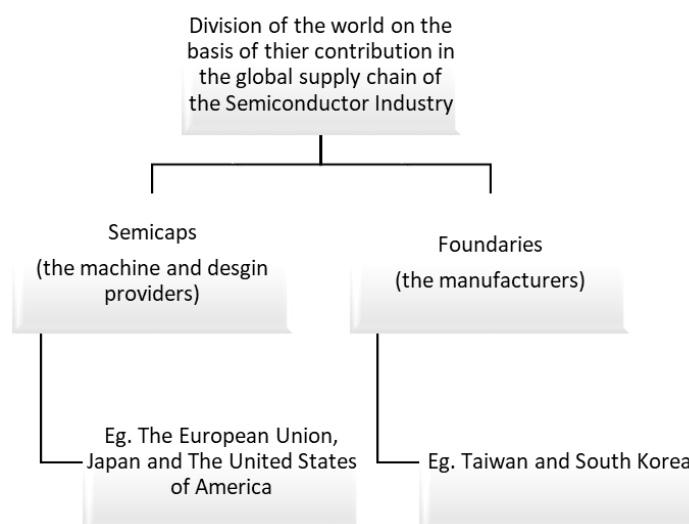 Division of the world on the
basis of thier contribution in
the global supply chain of
the Semiconductor Industry
Semicaps
(the machine and desgin
providers)
Foundaries
(the manufacturers)
Eg. The European Union,
Japan and The United States
of America
Eg. Taiwan and South Korea